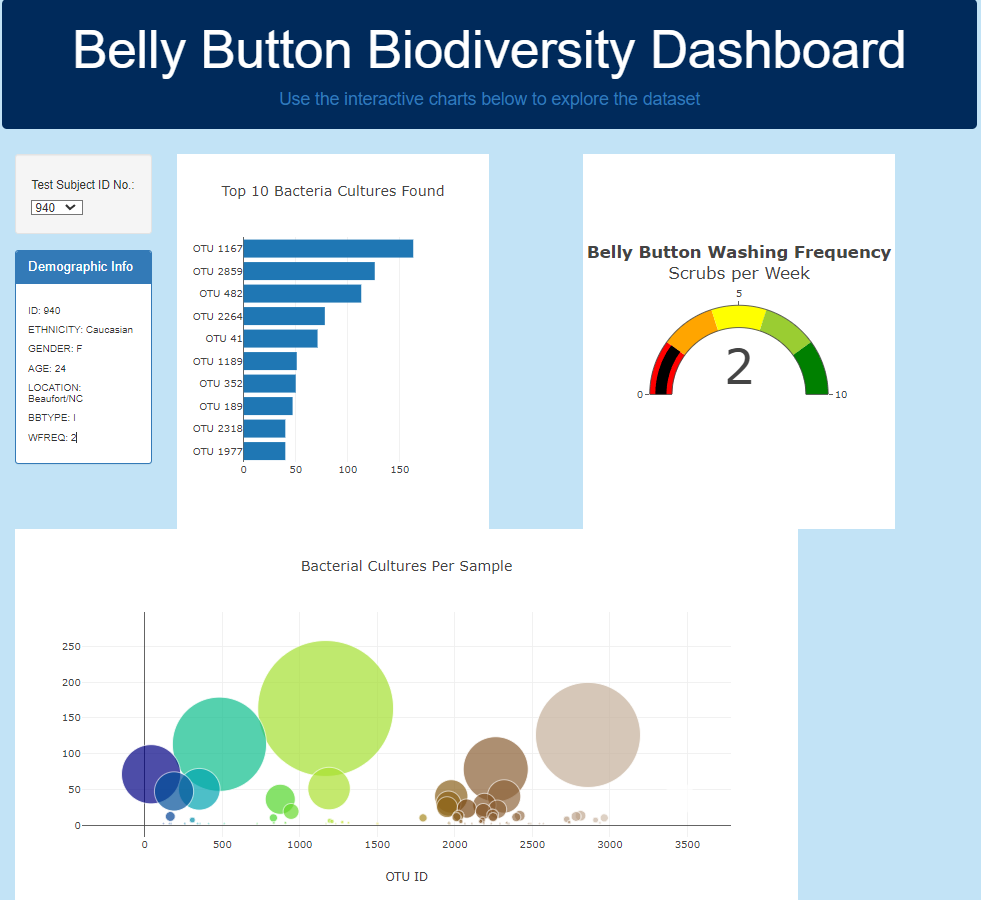 Belly Button Biodiversity Dashboard
Use the interactive charts below to explore the dataset
Test Subject ID No.:
940
Demographic Info
ID: 940
ETHNICITY: Caucasian
GENDER: F
AGE: 24
LOCATION:
Beaufort/NC
BBTYPE: I
WFREQ: 2
Top 10 Bacteria Cultures Found
OTU 1167
OTU 2859
OTU 482
OTU 2264
OTU 41
OTU 1189
OTU 352
OTU 189
OTU 2318
OTU 1977
0 50 100 150
Belly Button Washing Frequency
Scrubs per Week
5
2
0 10
Bacterial Cultures Per Sample
250
200
150
100
50
0
0 500 1000 1500 2000 2500 3000 3500
OTU ID